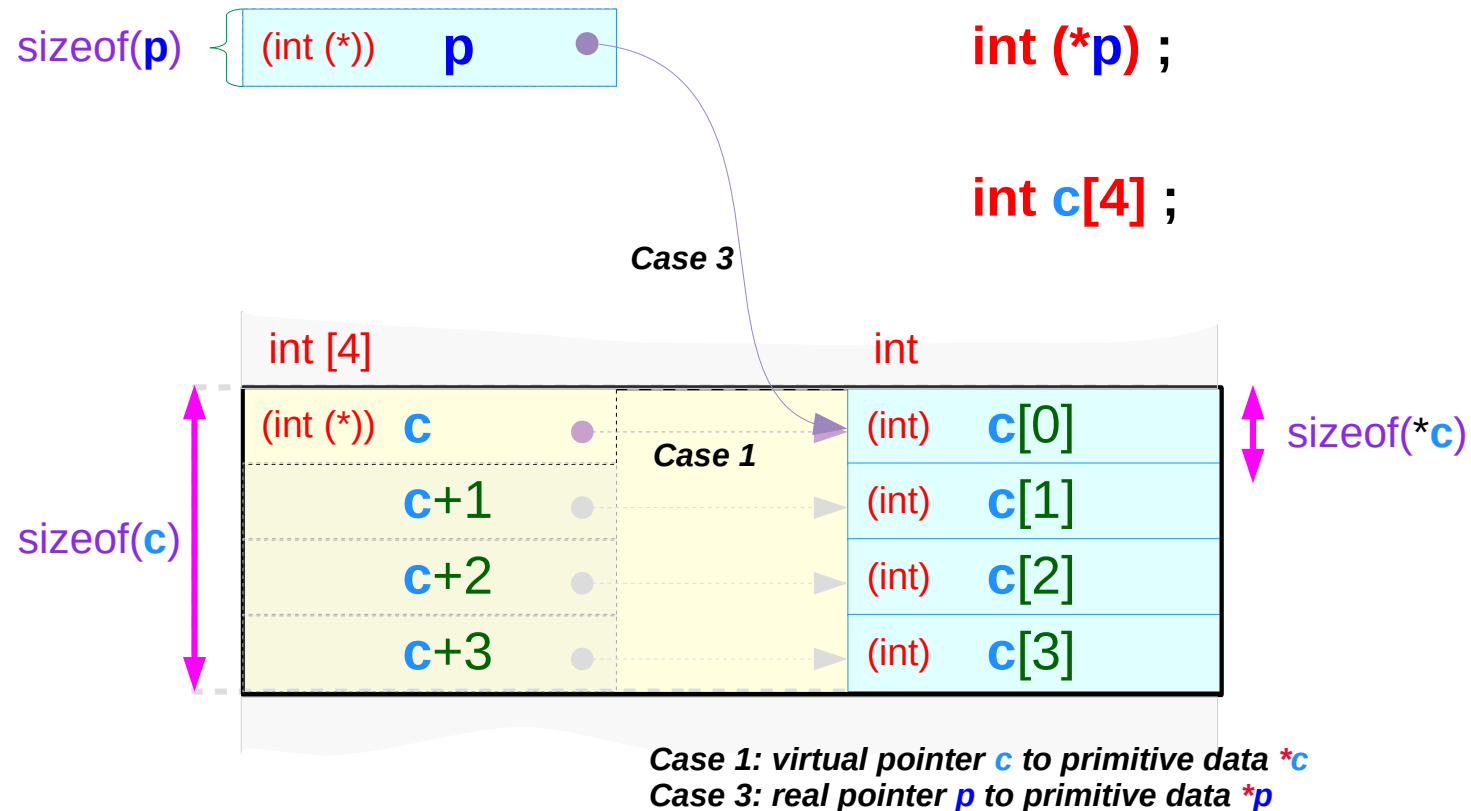 sizeof(p) (int (*)) p int (*p) ;
int c[4] ;
Case 3
int [4] int
(int (*)) c (int) c[0] sizeof(*c)
Case 1
c+1 (int) c[1]
sizeof(c)
c+2 (int) c[2]
c+3 (int) c[3]
Case 1: virtual pointer c to primitive data *c
Case 3: real pointer p to primitive data *p